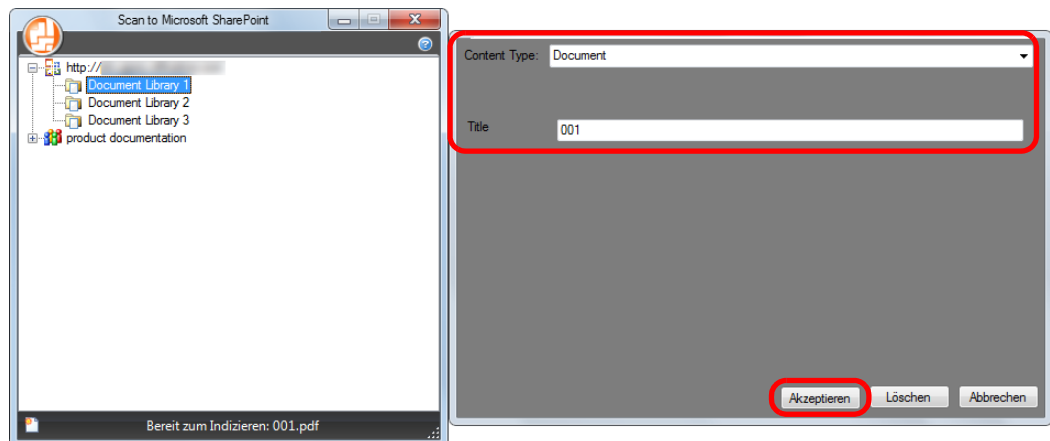 Scan to Microsoft SharePoint
http://
Document Library 1
Document Library 2
Document Library 3
product documentation
Bereit zum Indizieren: 001.pdf
Content Type: Document
Title 001
Akzeptieren Löschen Abbrechen